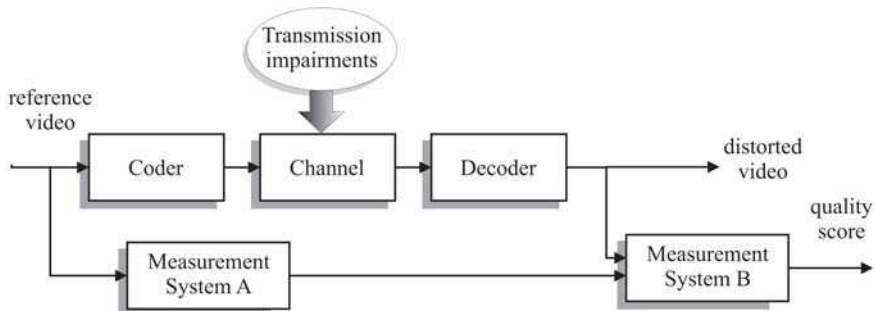 Transmission
impairments
reference
video
Coder
Channel
Decoder
distorted
video
quality
score
Measurement
System A
Measurement
System B